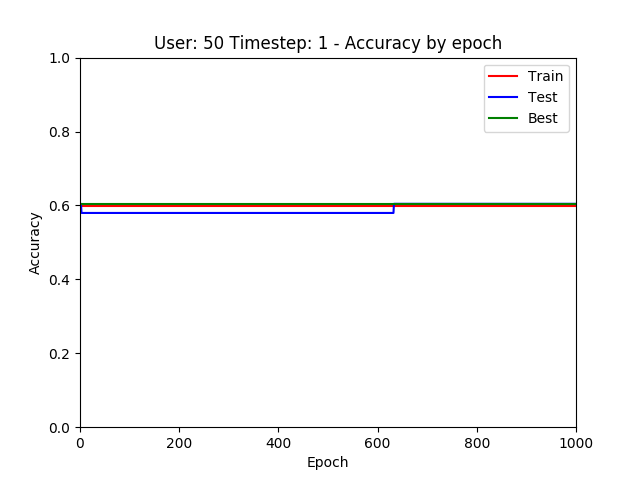 User: 50 Timestep: 1 - Accuracy by epoch
1.0
0.8
0.6
0.4
0.2
0.0
Accuracy
Train
Test
Best
0 200 400 600 800 1000
Epoch